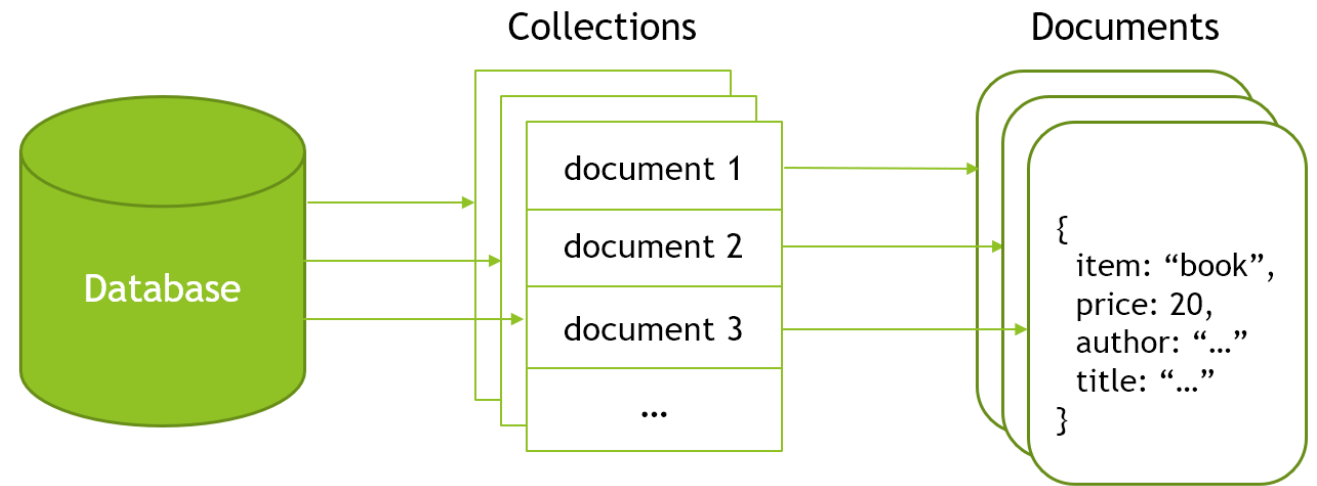 Collections
Documents
Database
document 1
document 2
document 3
...
{
item: “book”,
price: 20,
author: “…”
title: “…”
}